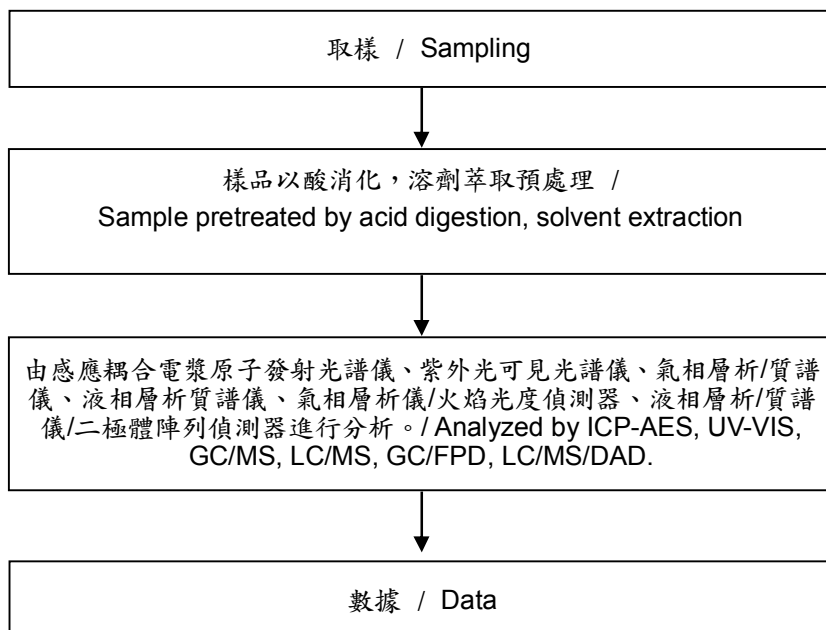 取樣 / Sampling
樣品以酸消化，溶劑萃取預處理 /
Sample pretreated by acid digestion, solvent extraction
由感應耦合電漿原子發射光譜儀、紫外光可見光譜儀、氣相層析/質譜
儀、液相層析質譜儀、氣相層析儀/火焰光度偵測器、液相層析/質譜
儀/二極體陣列偵測器進行分析。/ Analyzed by ICP-AES, UV-VIS,
GC/MS, LC/MS, GC/FPD, LC/MS/DAD.
數據 / Data